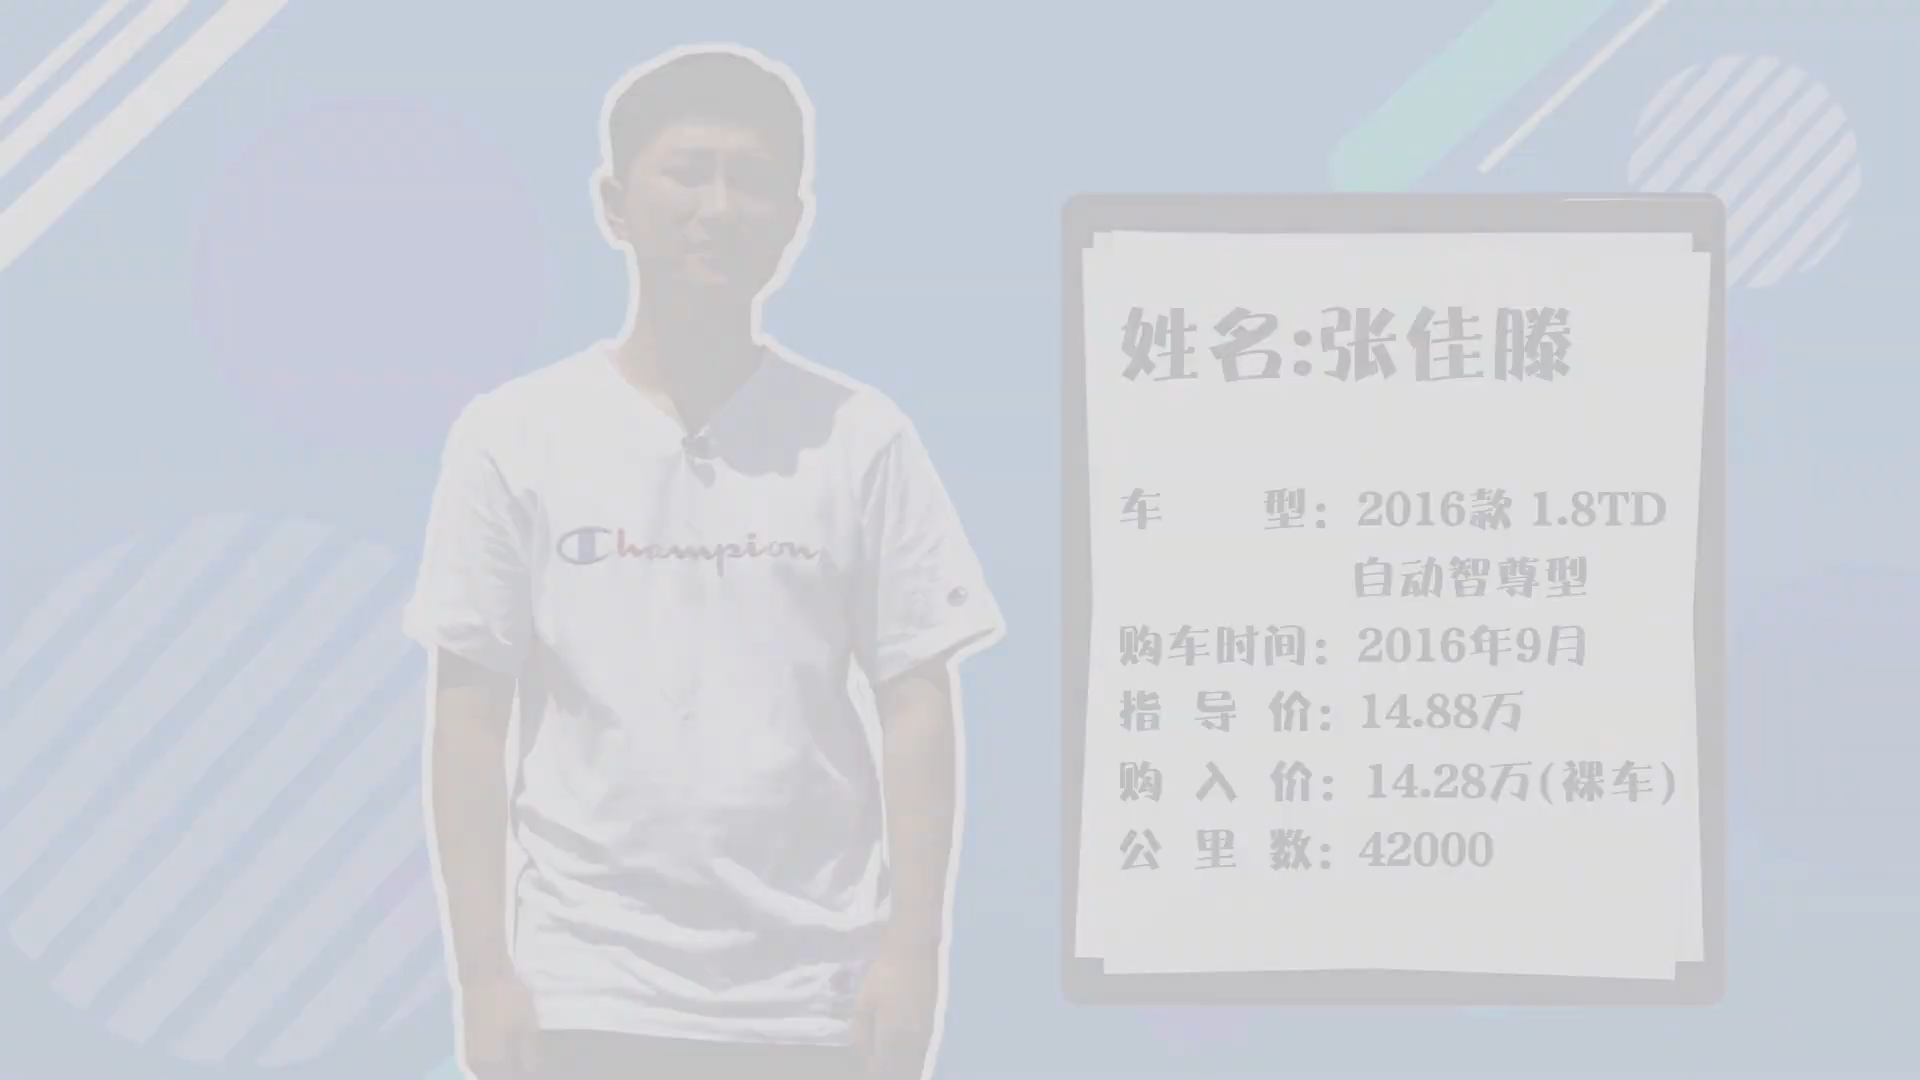 Champion
姓名:张佳滕
车 型：2016款 1.8TD
自动智尊型
购车时间：2016年9月
指 导 价：14.88万
购 入 价：14.28万(裸车)
公 里 数：42000